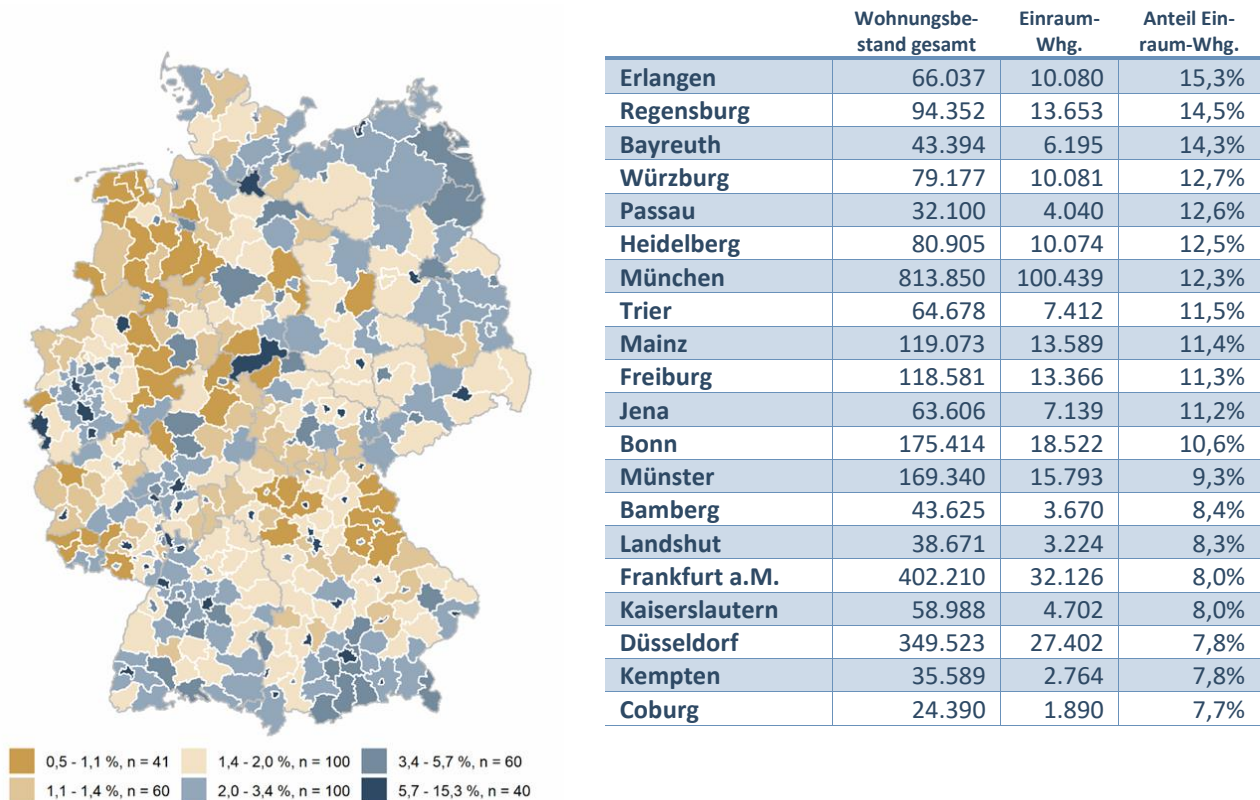 Wohnungsbe- Einraum- Anteil Ein-
stand gesamt Whg. raum-Whg.
Erlangen 66.037 10.080 15,3%
Regensburg 94.352 13.653 14,5%
Bayreuth 43.394 6.195 14,3%
Würzburg 79.177 10.081 12,7%
Passau 32.100 4.040 12,6%
Heidelberg 80.905 10.074 12,5%
München 813.850 100.439 12,3%
Trier 64.678 7.412 11,5%
Mainz 119.073 13.589 11,4%
Freiburg 118.581 13.366 11,3%
Jena 63.606 7.139 11,2%
Bonn 175.414 18.522 10,6%
Münster 169.340 15.793 9,3%
Bamberg 43.625 3.670 8,4%
Landshut 38.671 3.224 8,3%
Frankfurt a.M. 402.210 32.126 8,0%
Kaiserslautern 58.988 4.702 8,0%
Düsseldorf 349.523 27.402 7,8%
Kempten 35.589 2.764 7,8%
Coburg 24.390 1.890 7,7%
0,5 - 1,1 %, n = 41 1,4 - 2,0 %, n = 100 3,4 - 5,7 %, n = 60
1,1 - 1,4 %, n = 60 2,0 - 3,4 %, n = 100 5,7 - 15,3 %, n = 40